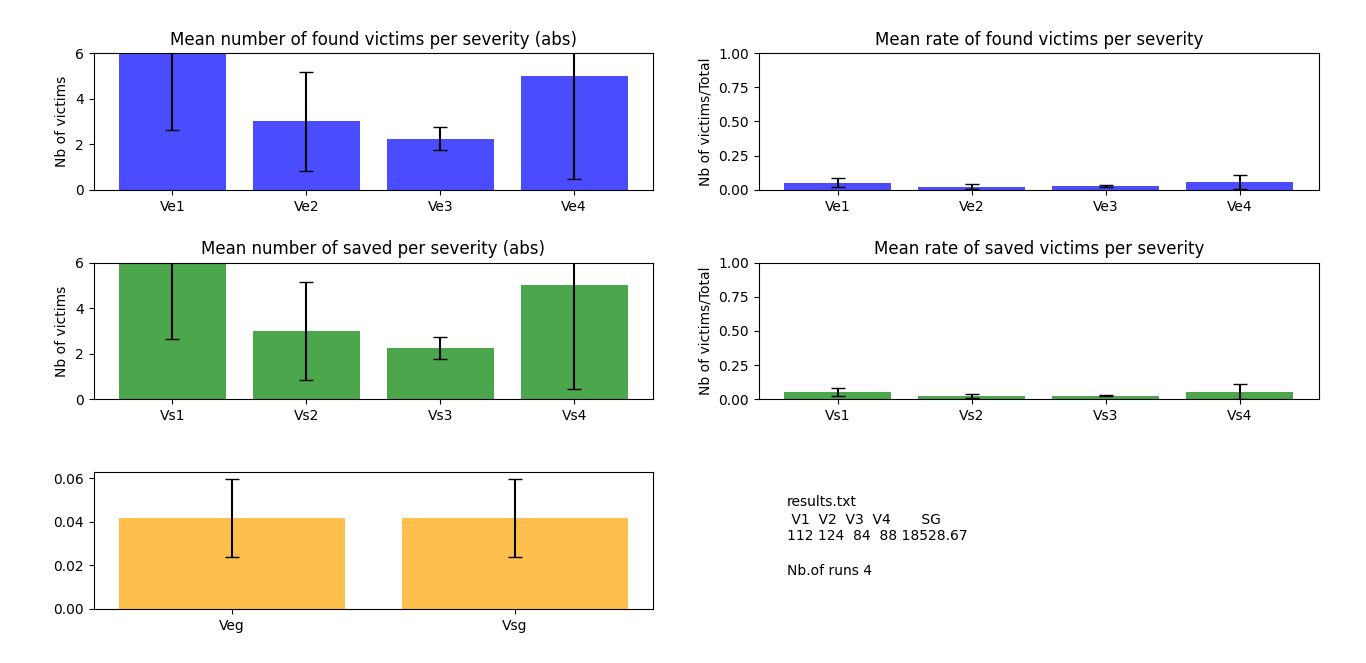 Mean number of found victims per severity (abs)
Nb of victims
6
4
2
0
Ve1 Ve2 Ve3 Ve4
Mean rate of found victims per severity
Nb of victims/Total
1.00
0.75
0.50
0.25
0.00
Ve1 Ve2 Ve3 Ve4
Mean number of saved per severity (abs)
Nb of victims
6
4
2
0
Vs1 Vs2 Vs3 Vs4
Mean rate of saved victims per severity
Nb of victims/Total
1.00
0.75
0.50
0.25
0.00
Vs1 Vs2 Vs3 Vs4
0.06
0.04
0.02
0.00
Veg Vsg
results.txt
V1 V2 V3 V4 SG
112 124 84 88 18528.67
Nb.of runs 4